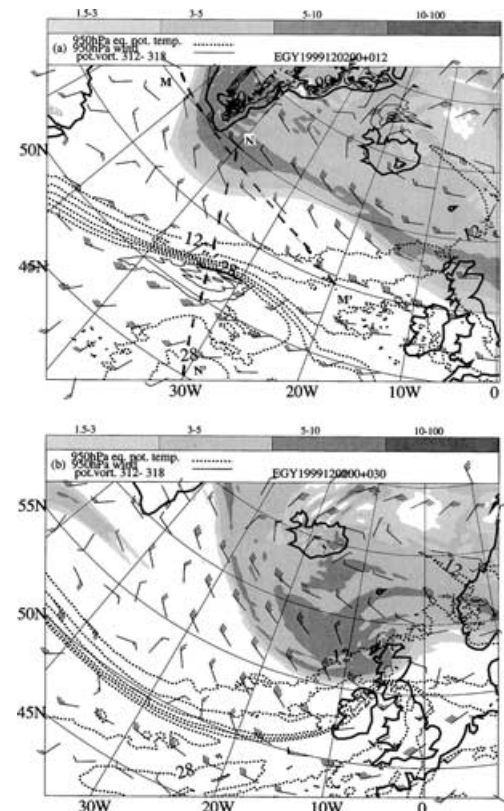 1.5-3 3-5 5-10 10-100
(a) 950hPa eq. pot. temp.
950hPa wind
pot.vort. 312- 318 EGY1999120200+012
M
N
50N
12
45N
28
M'
28
N'
30W 20W 10W 0
1.5-3 3-5 5-10 10-100
950hPa eq. pot. temp.
(b) 950hPa wind
pot.vort. 312- 318 EGY1999120200+030
55N
12
50N
12
45N
28
30W 20W 10W 0